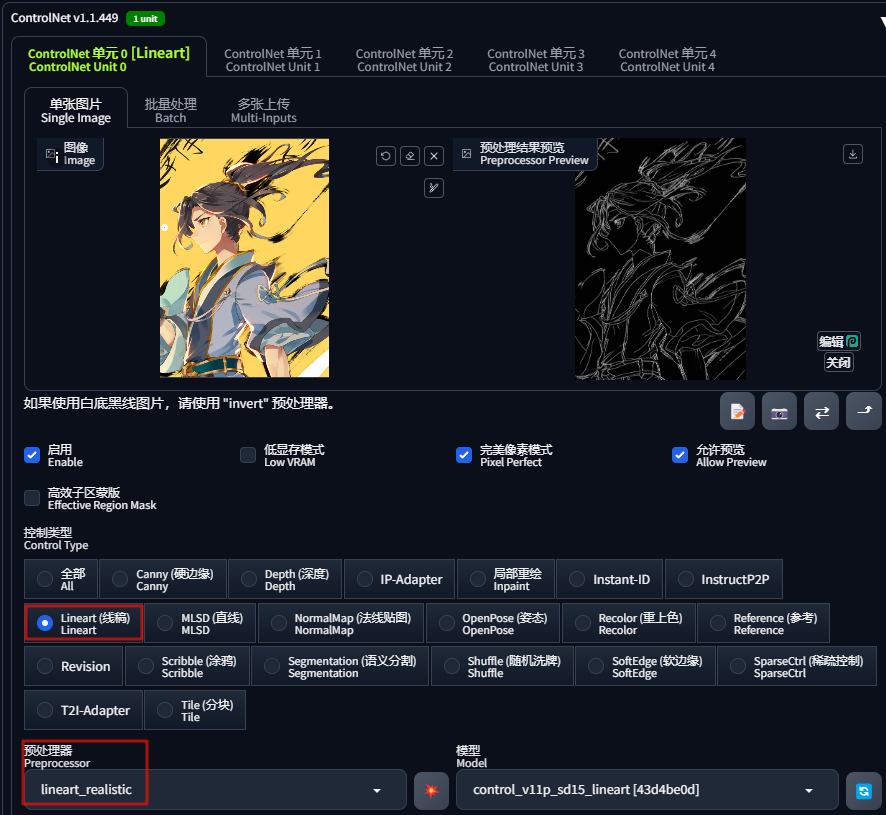 ControlNet v1.1.449 1 unit
ControlNet 单元 0 [Lineart] ControlNet 单元 1 ControlNet 单元 2 ControlNet 单元 3 ControlNet 单元 4
ControlNet Unit 0 ControlNet Unit 1 ControlNet Unit 2 ControlNet Unit 3 ControlNet Unit 4
单张图片 批量处理 多张上传
Single Image Batch Multi-Inputs
图像 预处理结果预览
Image Preprocessor Preview
编辑
关闭
如果使用白底黑线图片，请使用 "invert" 预处理器。
启用 低显存模式 完美像素模式 允许预览
Enable Low VRAM Pixel Perfect Allow Preview
高效子区蒙版
Effective Region Mask
控制类型
Control Type
全部 Canny (硬边缘) Depth (深度) IP-Adapter 局部重绘 Instant-ID InstructP2P
All Canny Depth Inpaint
Lineart (线稿) MLSD (直线) NormalMap (法线贴图) OpenPose (姿态) Recolor (重上色) Reference (参考)
Lineart MLSD NormalMap OpenPose Recolor Reference
Revision Scribble (涂鸦) Segmentation (语义分割) Shuffle (随机洗牌) SoftEdge (软边缘) SparseCtrl (稀疏控制)
Scribble Segmentation Shuffle SoftEdge SparseCtrl
T2I-Adapter Tile (分块)
Tile
预处理器 模型
Preprocessor Model
lineart_realistic control_v11p_sd15_lineart [43d4be0d]